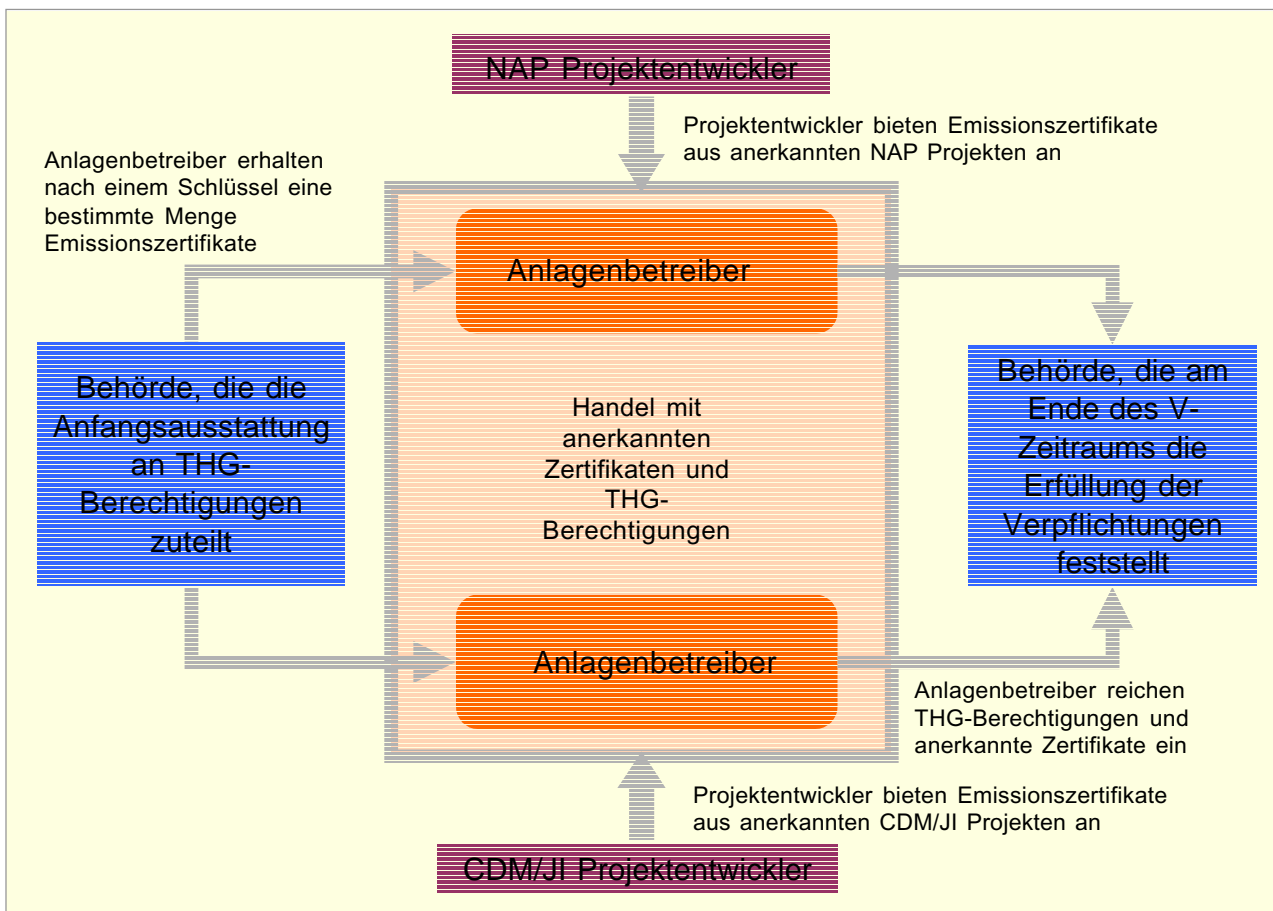 NAP Projektentwickler
Projektentwickler bieten Emissionszertifikate
aus anerkannten NAP Projekten an
Anlagenbetreiber erhalten
nach einem Schlüssel eine
bestimmte Menge
Emissionszertifikate
Anlagenbetreiber
Behörde, die die
Anfangsausstattung
an THG-
Berechtigungen
zuteilt
Handel mit
anerkannten
Zertifikaten und
THG-
Berechtigungen
Behörde, die am
Ende des V-
Zeitraums die
Erfüllung der
Verpflichtungen
feststellt
Anlagenbetreiber
Anlagenbetreiber reichen
THG-Berechtigungen und
anerkannte Zertifikate ein
Projektentwickler bieten Emissionszertifikate
aus anerkannten CDM/JI Projekten an
CDM/JI Projektentwickler